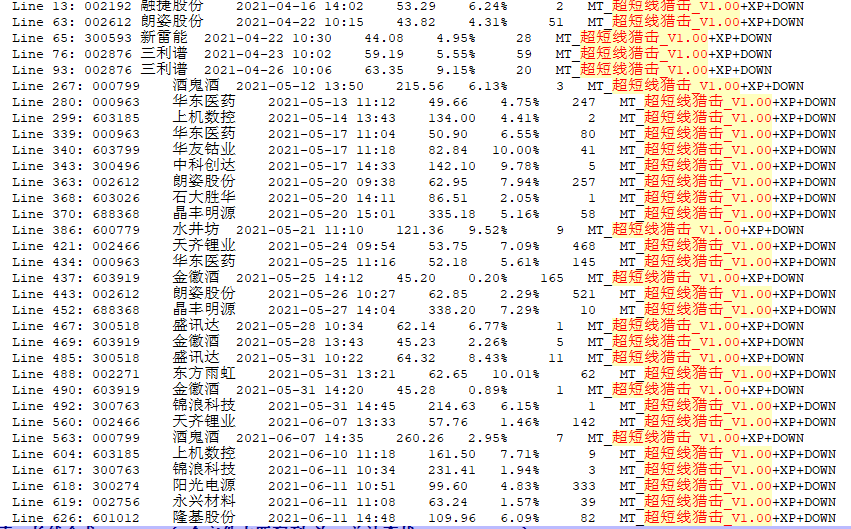 Line 13: 002192 融捷股份 2021-04-16 14:02 53.29 6.24% 2 MT_超短线猎击_V1.00+XP+DOWN
Line 63: 002612 朗姿股份 2021-04-22 10:15 43.82 4.31% 51 MT_超短线猎击_V1.00+XP+DOWN
Line 65: 300593 新雷能 2021-04-22 10:30 44.08 4.95% 28 MT_超短线猎击_V1.00+XP+DOWN
Line 76: 002876 三利谱 2021-04-23 10:02 59.19 5.55% 59 MT_超短线猎击_V1.00+XP+DOWN
Line 93: 002876 三利谱 2021-04-26 10:06 63.35 9.15% 20 MT_超短线猎击_V1.00+XP+DOWN
Line 267: 000799 酒鬼酒 2021-05-12 13:50 215.56 6.13% 3 MT_超短线猎击_V1.00+XP+DOWN
Line 280: 000963 华东医药 2021-05-13 11:12 49.66 4.75% 247 MT_超短线猎击_V1.00+XP+DOWN
Line 299: 603185 上机数控 2021-05-14 13:43 134.00 4.41% 2 MT_超短线猎击_V1.00+XP+DOWN
Line 339: 000963 华东医药 2021-05-17 11:04 50.90 6.55% 80 MT_超短线猎击_V1.00+XP+DOWN
Line 340: 603799 华友钴业 2021-05-17 11:18 82.84 10.00% 41 MT_超短线猎击_V1.00+XP+DOWN
Line 343: 300496 中科创达 2021-05-17 14:33 142.10 9.78% 5 MT_超短线猎击_V1.00+XP+DOWN
Line 363: 002612 朗姿股份 2021-05-20 09:38 62.95 7.94% 257 MT_超短线猎击_V1.00+XP+DOWN
Line 368: 603026 石大胜华 2021-05-20 14:11 86.51 2.05% 1 MT_超短线猎击_V1.00+XP+DOWN
Line 370: 688368 晶丰明源 2021-05-20 15:01 335.18 5.16% 58 MT_超短线猎击_V1.00+XP+DOWN
Line 386: 600779 水井坊 2021-05-21 11:10 121.36 9.52% 9 MT_超短线猎击_V1.00+XP+DOWN
Line 421: 002466 天齐锂业 2021-05-24 09:54 53.75 7.09% 468 MT_超短线猎击_V1.00+XP+DOWN
Line 434: 000963 华东医药 2021-05-25 11:16 52.18 5.61% 145 MT_超短线猎击_V1.00+XP+DOWN
Line 437: 603919 金徽酒 2021-05-25 14:12 45.20 0.20% 165 MT_超短线猎击_V1.00+XP+DOWN
Line 443: 002612 朗姿股份 2021-05-26 10:27 62.85 2.29% 521 MT_超短线猎击_V1.00+XP+DOWN
Line 452: 688368 晶丰明源 2021-05-27 14:04 338.20 7.29% 10 MT_超短线猎击_V1.00+XP+DOWN
Line 467: 300518 盛讯达 2021-05-28 10:34 62.14 6.77% 1 MT_超短线猎击_V1.00+XP+DOWN
Line 469: 603919 金徽酒 2021-05-28 13:43 45.23 2.26% 5 MT_超短线猎击_V1.00+XP+DOWN
Line 485: 300518 盛讯达 2021-05-31 10:22 64.32 8.43% 11 MT_超短线猎击_V1.00+XP+DOWN
Line 488: 002271 东方雨虹 2021-05-31 13:21 62.65 10.01% 62 MT_超短线猎击_V1.00+XP+DOWN
Line 490: 603919 金徽酒 2021-05-31 14:20 45.28 0.89% 1 MT_超短线猎击_V1.00+XP+DOWN
Line 492: 300763 锦浪科技 2021-05-31 14:45 214.63 6.15% 1 MT_超短线猎击_V1.00+XP+DOWN
Line 560: 002466 天齐锂业 2021-06-07 13:33 57.76 1.46% 142 MT_超短线猎击_V1.00+XP+DOWN
Line 563: 000799 酒鬼酒 2021-06-07 14:35 260.26 2.95% 7 MT_超短线猎击_V1.00+XP+DOWN
Line 604: 603185 上机数控 2021-06-10 11:18 161.50 7.71% 9 MT_超短线猎击_V1.00+XP+DOWN
Line 617: 300763 锦浪科技 2021-06-11 10:34 231.41 1.94% 3 MT_超短线猎击_V1.00+XP+DOWN
Line 618: 300274 阳光电源 2021-06-11 10:51 99.60 4.83% 333 MT_超短线猎击_V1.00+XP+DOWN
Line 619: 002756 永兴材料 2021-06-11 11:08 63.24 1.57% 39 MT_超短线猎击_V1.00+XP+DOWN
Line 626: 601012 隆基股份 2021-06-11 14:48 109.96 6.09% 82 MT_超短线猎击_V1.00+XP+DOWN